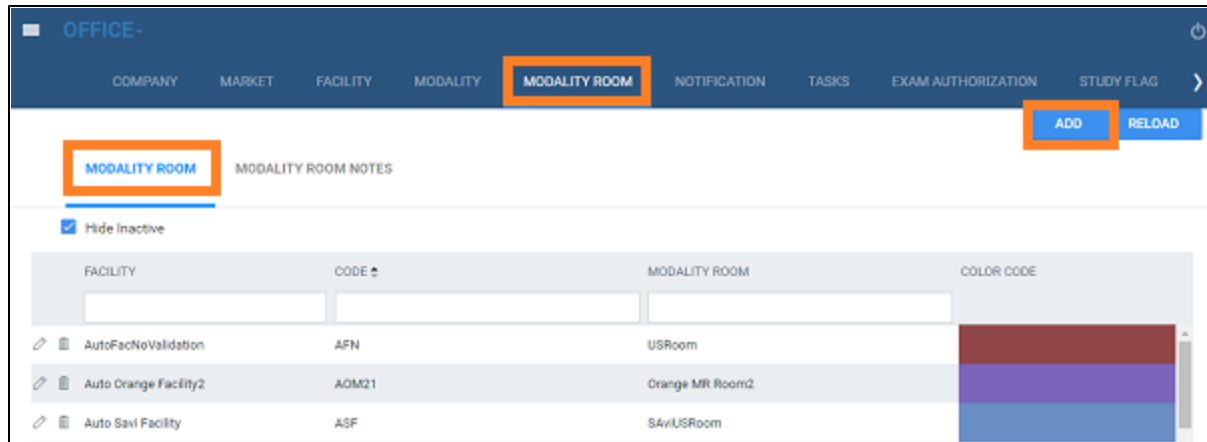 OFFICE-
COMPANY MARKET FACILITY MODALITY MODALITY ROOM NOTIFICATION TASKS EXAM AUTHORIZATION STUDY FLAG
ADD RELOAD
MODALITY ROOM MODALITY ROOM NOTES
Hide Inactive
FACILITY CODE MODALITY ROOM COLOR CODE
AutoFacNoValidation AFN USRoom
Auto Orange Facility2 AOM21 Orange MR Room2
Auto Savi Facility ASF SAviUSRoom